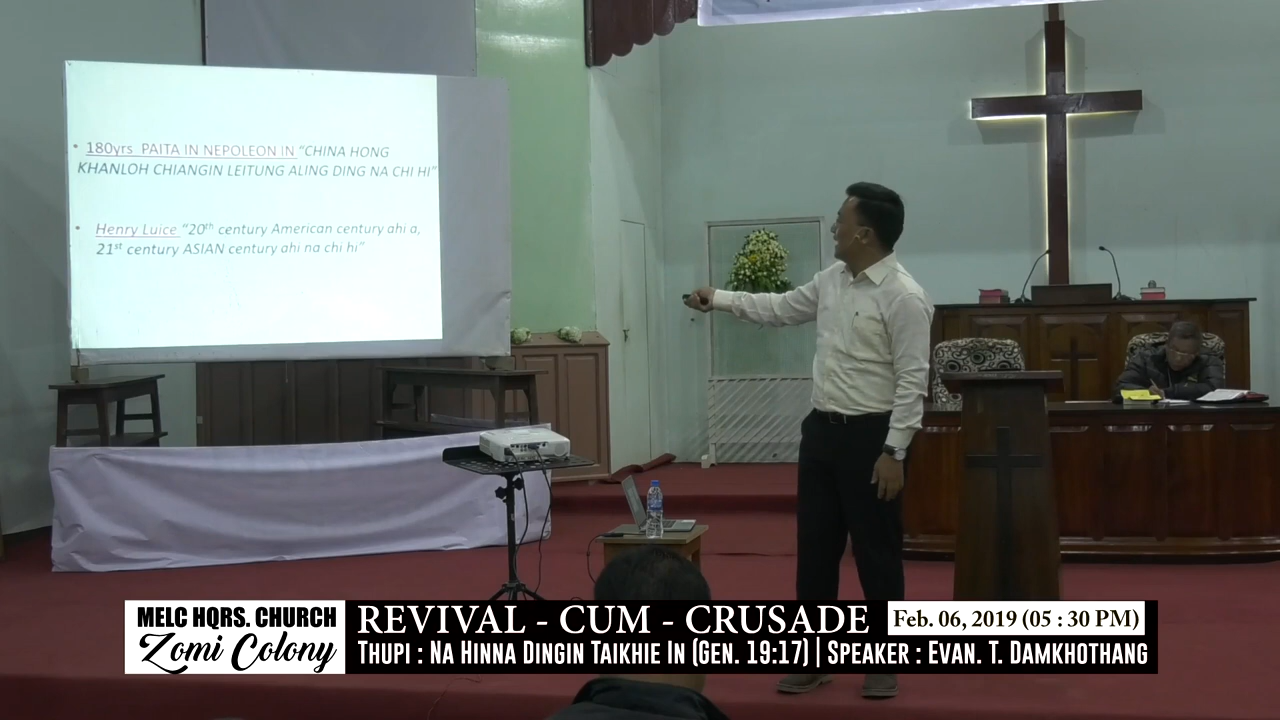 • 180yrs PAITA IN NEPOLEON IN “CHINA HONG
KHANLOH CHIANGIN LEITUNG ALING DING NA CHI HI”
• Henry Luice “20th century American century ahi a,
21st century ASIAN century ahi na chi hi”
MELC HQRS. CHURCH
Zomi Colony
REVIVAL - CUM - CRUSADE
Feb. 06, 2019 (05 : 30 PM)
THUPI : NA HINNA DINGIN TAIKHIE IN (GEN. 19:17) | SPEAKER : EVAN. T. DAMKHOTHANG